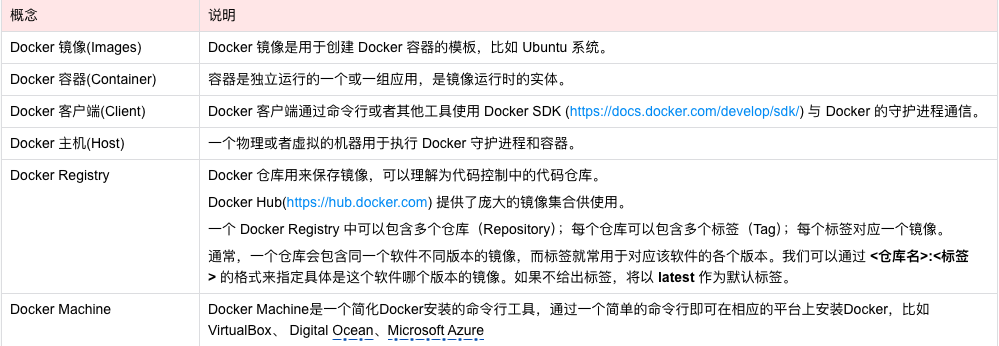 概念 说明
Docker 镜像(Images) Docker 镜像是用于创建 Docker 容器的模板，比如 Ubuntu 系统。
Docker 容器(Container) 容器是独立运行的一个或一组应用，是镜像运行时的实体。
Docker 客户端(Client) Docker 客户端通过命令行或者其他工具使用 Docker SDK (https://docs.docker.com/develop/sdk/) 与 Docker 的守护进程通信。
Docker 主机(Host) 一个物理或者虚拟的机器用于执行 Docker 守护进程和容器。
Docker Registry Docker 仓库用来保存镜像，可以理解为代码控制中的代码仓库。
Docker Hub(https://hub.docker.com) 提供了庞大的镜像集合供使用。
一个 Docker Registry 中可以包含多个仓库（Repository）；每个仓库可以包含多个标签（Tag）；每个标签对应一个镜像。
通常，一个仓库会包含同一个软件不同版本的镜像，而标签就常用于对应该软件的各个版本。我们可以通过 <仓库名>:<标签
> 的格式来指定具体是这个软件哪个版本的镜像。如果不给出标签，将以 latest 作为默认标签。
Docker Machine Docker Machine是一个简化Docker安装的命令行工具，通过一个简单的命令行即可在相应的平台上安装Docker，比如
VirtualBox、 Digital Ocean、Microsoft Azure